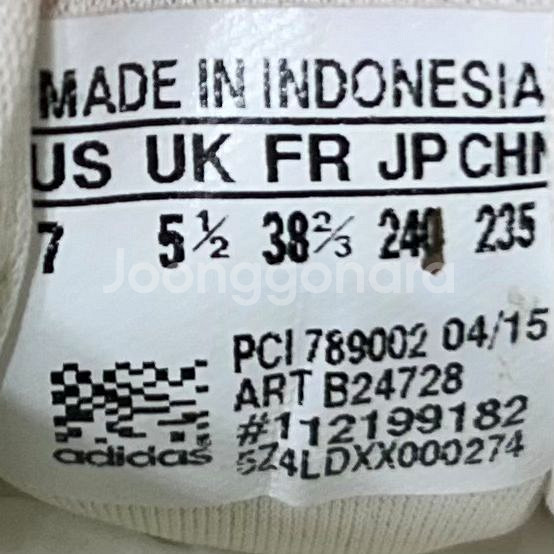 MADE IN INDONESIA
US UK FR JP CHN
7 5½ 38⅔ 240 235
Joonggonara
PCI 789002 04/15
ART B24728
#112199182
5Z4LDXX000274
adidas